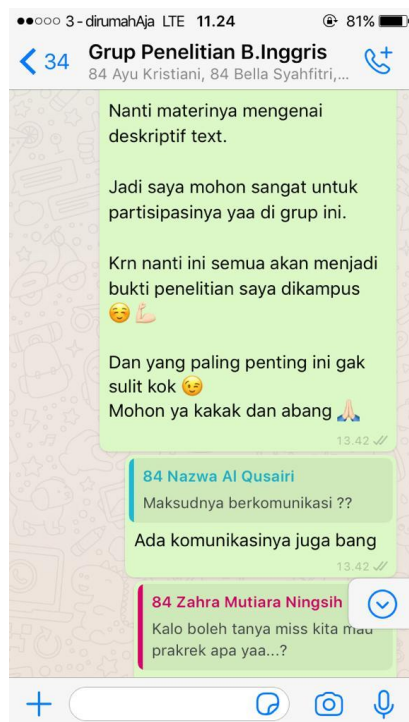 3-dirumahAja LTE 11.24 81%
34 Grup Penelitian B.Inggris
84 Ayu Kristiani, 84 Bella Syahfitri,...
Nanti materinya mengenai
deskriptif text.
Jadi saya mohon sangat untuk
partisipasinya yaa di grup ini.
Krn nanti ini semua akan menjadi
bukti penelitian saya dikampus
☺️💪🏻
Dan yang paling penting ini gak
sulit kok 😉
Mohon ya kakak dan abang 🙏🏻
13.42
84 Nazwa Al Qusairi
Maksudnya berkomunikasi ??
Ada komunikasinya juga bang
13.42
84 Zahra Mutiara Ningsih
Kalo boleh tanya miss kita mau
prakrek apa yaa...?